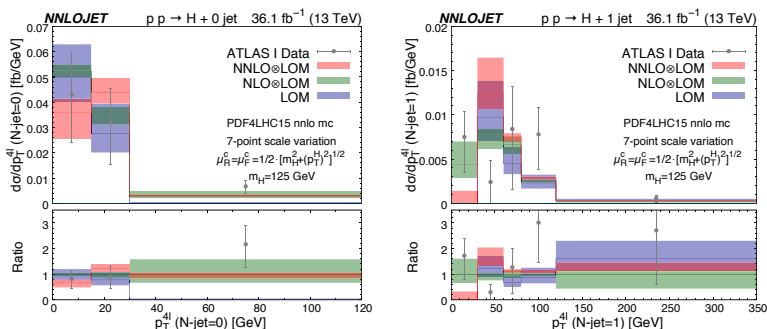 NNLOJET p p → H + 0 jet 36.1 fb⁻¹ (13 TeV)
dσ/dp_T^4l (N-jet=0) [fb/GeV]
0.07
0.06
0.05
0.04
0.03
0.02
0.01
0
ATLAS I Data
NNLO⊗LOM
NLO⊗LOM
LOM
PDF4LHC15 nnlo mc
7-point scale variation
μ_R^c=μ_F^c=1/2·[m_H^2+(p_T^H)^2]^1/2
m_H=125 GeV
Ratio
4
3
2
1
0
0 20 40 60 80 100 120
p_T^4l (N-jet=0) [GeV]
NNLOJET p p → H + 1 jet 36.1 fb⁻¹ (13 TeV)
dσ/dp_T^4l (N-jet=1) [fb/GeV]
0.02
0.015
0.01
0.005
0
ATLAS I Data
NNLO⊗LOM
NLO⊗LOM
LOM
PDF4LHC15 nnlo mc
7-point scale variation
μ_R^c=μ_F^c=1/2·[m_H^2+(p_T^H)^2]^1/2
m_H=125 GeV
Ratio
3
2
1
0
0 50 100 150 200 250 300 350
p_T^4l (N-jet=1) [GeV]